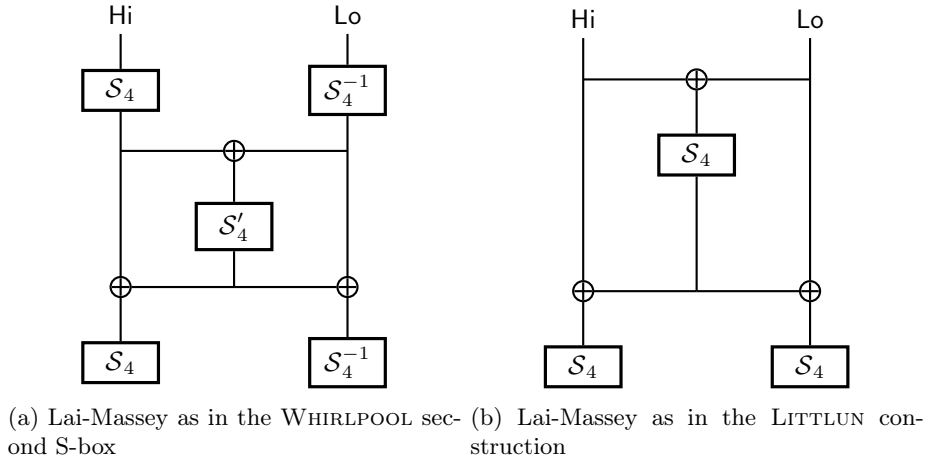 Hi Lo Hi Lo
𝒮₄ 𝒮₄⁻¹
𝒮₄
𝒮′₄
𝒮₄ 𝒮₄⁻¹ 𝒮₄ 𝒮₄
(a) Lai-Massey as in the WHIRLPOOL sec-
ond S-box
(b) Lai-Massey as in the LITTLUN con-
struction